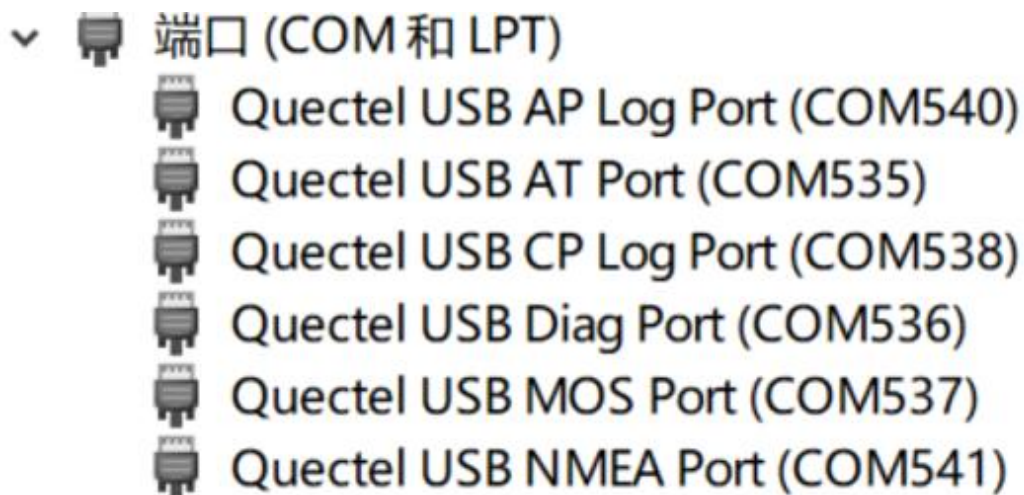 端口 (COM 和 LPT)
Quectel USB AP Log Port (COM540)
Quectel USB AT Port (COM535)
Quectel USB CP Log Port (COM538)
Quectel USB Diag Port (COM536)
Quectel USB MOS Port (COM537)
Quectel USB NMEA Port (COM541)